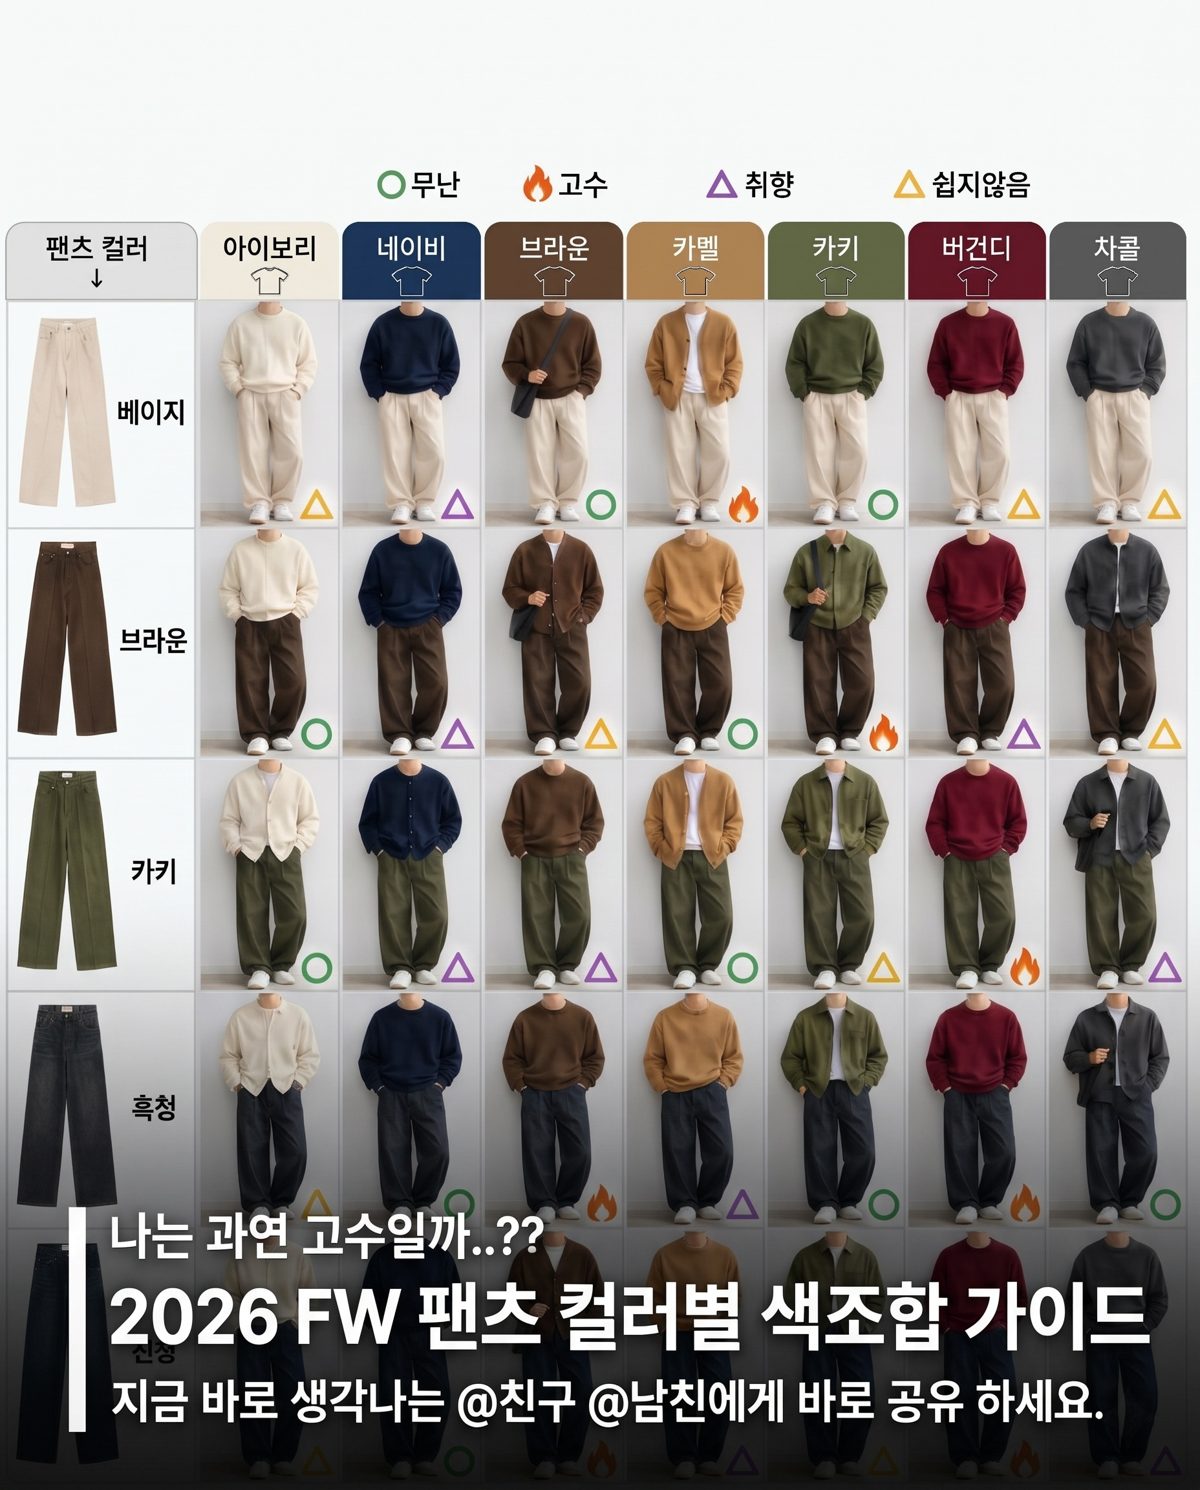 무난 고수 취향 쉽지않음
팬츠 컬러 아이보리 네이비 브라운 카멜 카키 버건디 차콜
↓
베이지
브라운
카키
흑청
나는 과연 고수일까..??
2026 FW 팬츠 컬러별 색조합 가이드
지금 바로 생각나는 @친구 @남친에게 바로 공유 하세요.